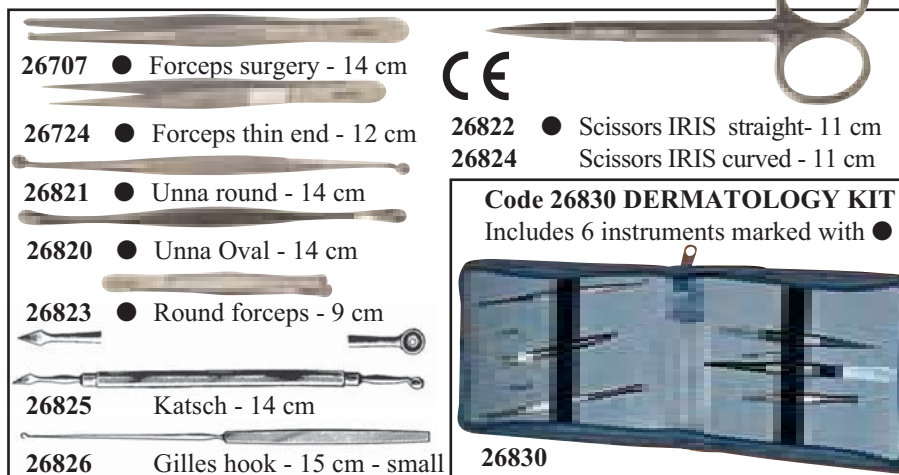 26707 ● Forceps surgery - 14 cm
26724 ● Forceps thin end - 12 cm
26821 ● Unna round - 14 cm
26820 ● Unna Oval - 14 cm
26823 ● Round forceps - 9 cm
26825 Katsch - 14 cm
26826 Gilles hook - 15 cm - small
CE
26822 ● Scissors IRIS straight- 11 cm
26824 Scissors IRIS curved - 11 cm
Code 26830 DERMATOLOGY KIT
Includes 6 instruments marked with ●
26830